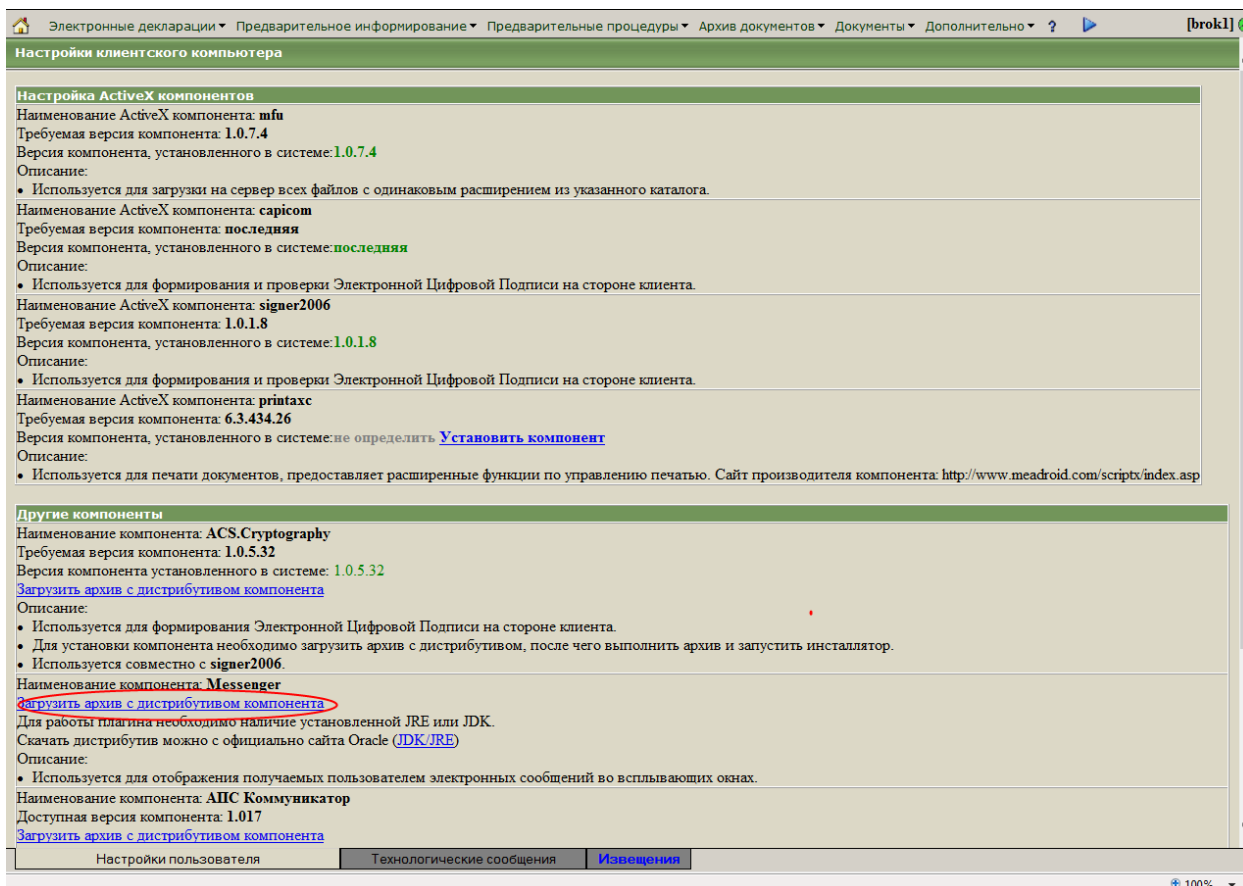 Электронные декларации Предварительное информирование Предварительные процедуры Архив документов Документы Дополнительно ? [brok1]
Настройки клиентского компьютера
Настройка ActiveX компонентов
Наименование ActiveX компонента: mfu
Требуемая версия компонента: 1.0.7.4
Версия компонента, установленного в системе:1.0.7.4
Описание:
• Используется для загрузки на сервер всех файлов с одинаковым расширением из указанного каталога.
Наименование ActiveX компонента: capicom
Требуемая версия компонента: последняя
Версия компонента, установленного в системе:последняя
Описание:
• Используется для формирования и проверки Электронной Цифровой Подписи на стороне клиента.
Наименование ActiveX компонента: signer2006
Требуемая версия компонента: 1.0.1.8
Версия компонента, установленного в системе:1.0.1.8
Описание:
• Используется для формирования и проверки Электронной Цифровой Подписи на стороне клиента.
Наименование ActiveX компонента: printaxc
Требуемая версия компонента: 6.3.434.26
Версия компонента, установленного в системе:не определить Установить компонент
Описание:
• Используется для печати документов, предоставляет расширенные функции по управлению печатью. Сайт производителя компонента: http://www.meadroid.com/scriptx/index.asp
Другие компоненты
Наименование компонента: ACS.Cryptography
Требуемая версия компонента: 1.0.5.32
Версия компонента установленного в системе: 1.0.5.32
Загрузить архив с дистрибутивом компонента
Описание:
• Используется для формирования Электронной Цифровой Подписи на стороне клиента.
• Для установки компонента необходимо загрузить архив с дистрибутивом, после чего выполнить архив и запустить инсталлятор.
• Используется совместно с signer2006.
Наименование компонента: Messenger
Загрузить архив с дистрибутивом компонента
Для работы плагина необходимо наличие установленной JRE или JDK.
Скачать дистрибутив можно с официально сайта Oracle (JDK/JRE)
Описание:
• Используется для отображения получаемых пользователем электронных сообщений во всплывающих окнах.
Наименование компонента: АПС Коммуникатор
Доступная версия компонента: 1.017
Загрузить архив с дистрибутивом компонента
Настройки пользователя Технологические сообщения Извещения
100%